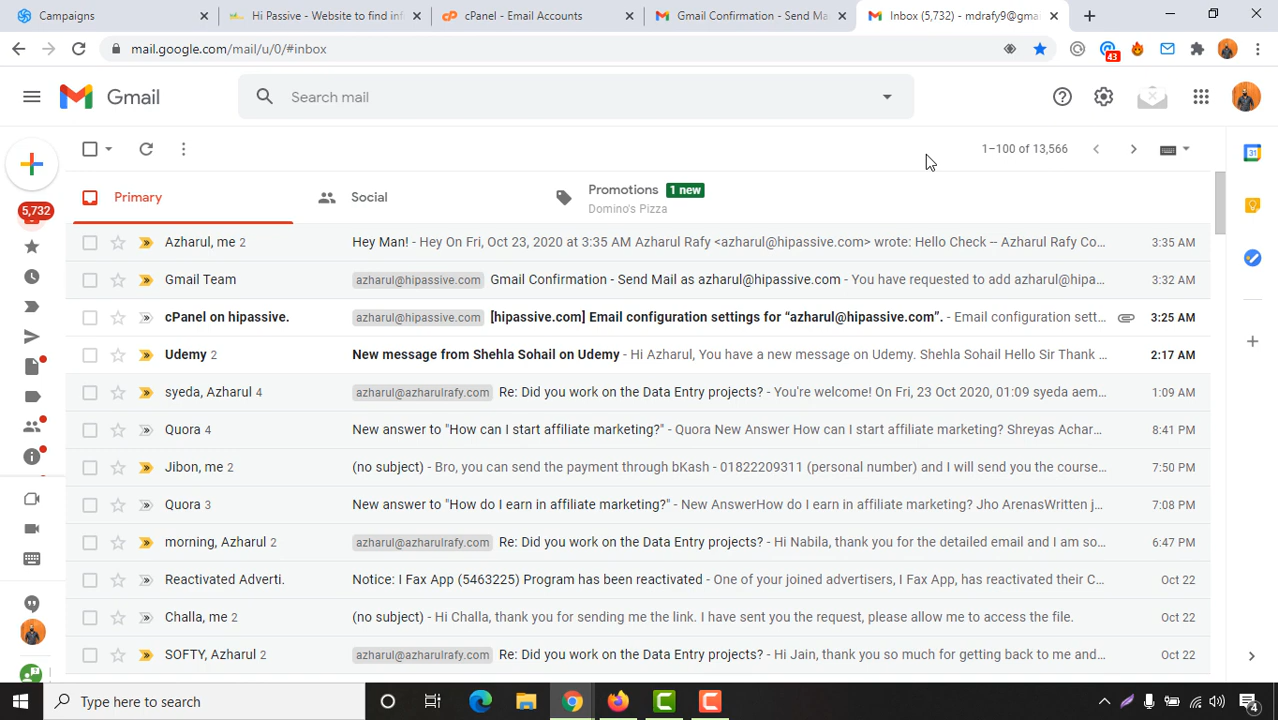 Campaigns
Hi Passive - Website to find inf
cPanel - Email Accounts
Gmail Confirmation - Send Ma
Inbox (5,732) - mdrafy9@gmai
mail.google.com/mail/u/0/#inbox
43
Gmail
Search mail
1–100 of 13,566
31
5,732
Primary
Social
Promotions
1 new
Domino's Pizza
Azharul, me 2 Hey Man! - Hey On Fri, Oct 23, 2020 at 3:35 AM Azharul Rafy <azharul@hipassive.com> wrote: Hello Check -- Azharul Rafy Co... 3:35 AM
Gmail Team azharul@hipassive.com Gmail Confirmation - Send Mail as azharul@hipassive.com - You have requested to add azharul@hipa... 3:32 AM
cPanel on hipassive. azharul@hipassive.com [hipassive.com] Email configuration settings for “azharul@hipassive.com”. - Email configuration sett... 3:25 AM
Udemy 2 New message from Shehla Sohail on Udemy - Hi Azharul, You have a new message on Udemy. Shehla Sohail Hello Sir Thank ... 2:17 AM
syeda, Azharul 4 azharul@azharulrafy.com Re: Did you work on the Data Entry projects? - You're welcome! On Fri, 23 Oct 2020, 01:09 syeda aem... 1:09 AM
Quora 4 New answer to "How can I start affiliate marketing?" - Quora New Answer How can I start affiliate marketing? Shreyas Achar... 8:41 PM
Jibon, me 2 (no subject) - Bro, you can send the payment through bKash - 01822209311 (personal number) and I will send you the course... 7:50 PM
Quora 3 New answer to "How do I earn in affiliate marketing?" - New AnswerHow do I earn in affiliate marketing? Jho ArenasWritten j... 7:08 PM
morning, Azharul 2 azharul@azharulrafy.com Re: Did you work on the Data Entry projects? - Hi Nabila, thank you for the detailed email and I am so... 6:47 PM
Reactivated Adverti. Notice: I Fax App (5463225) Program has been reactivated - One of your joined advertisers, I Fax App, has reactivated their C... Oct 22
Challa, me 2 (no subject) - Hi Challa, thank you for sending me the link. I have sent you the request, please allow me to access the file. Oct 22
SOFTY, Azharul 2 azharul@azharulrafy.com Re: Did you work on the Data Entry projects? - Hi Jain, thank you so much for getting back to me and... Oct 22
Type here to search
4